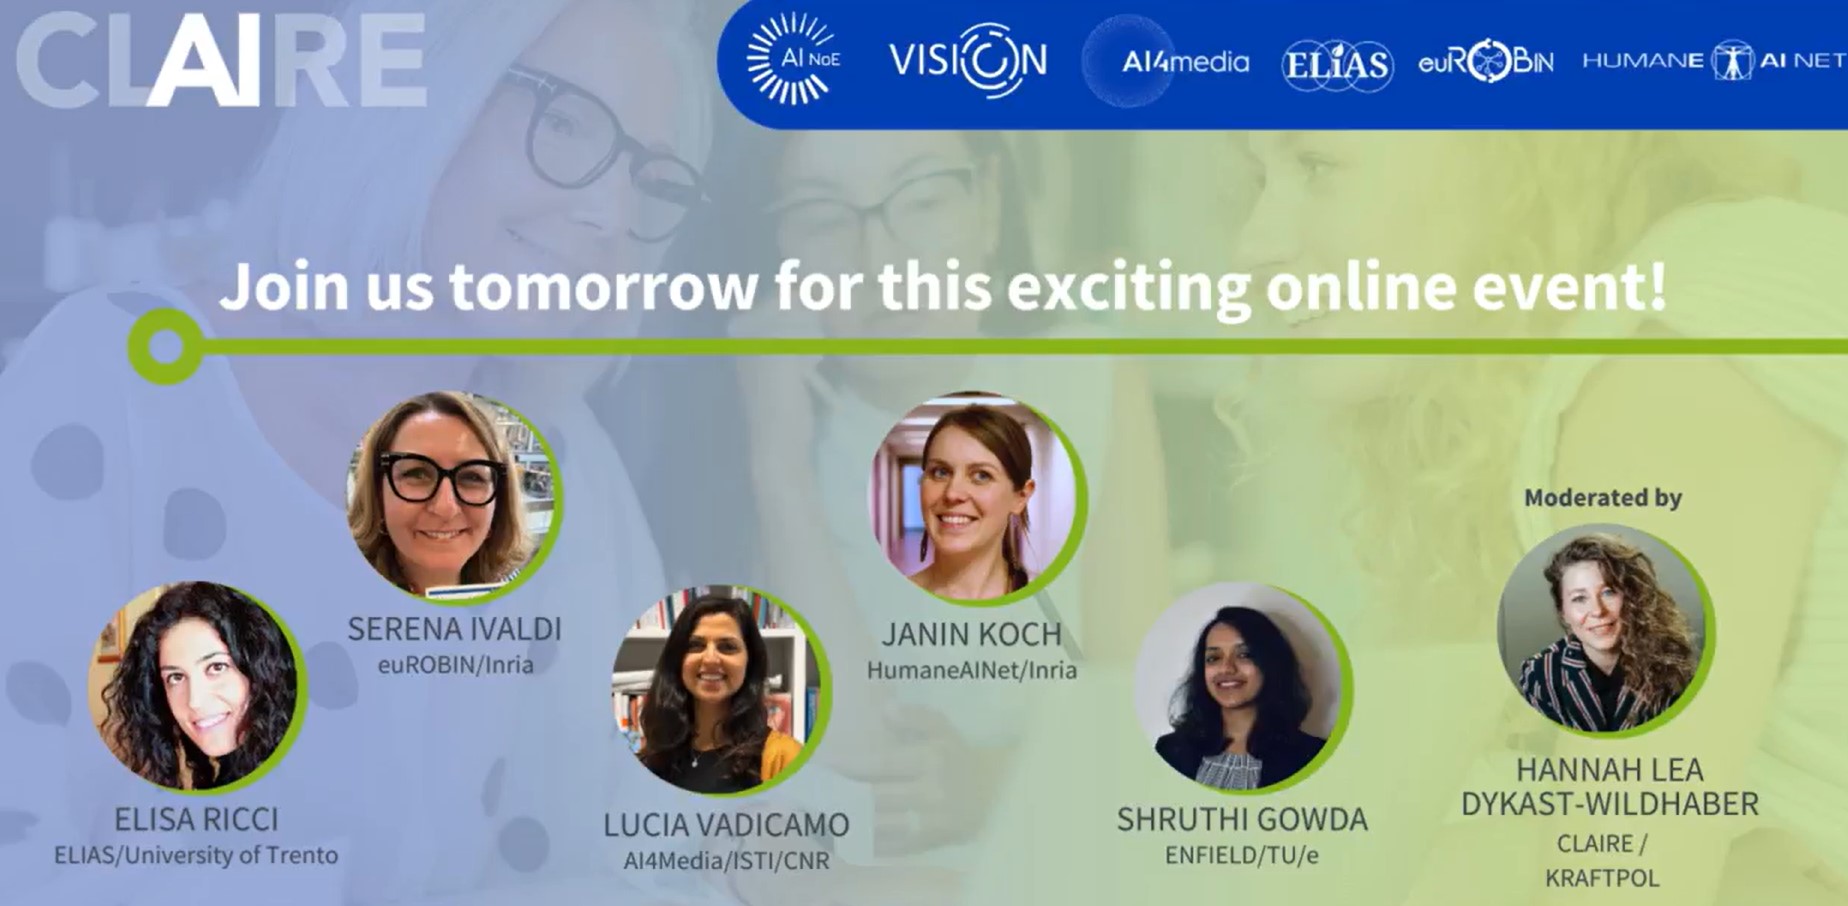 CLAIRE
AI NoE
VISION
AI4media
ELiAS
euROBIN
HUMANE AI NET
Join us tomorrow for this exciting online event!
SERENA IVALDI
euROBIN/Inria
JANIN KOCH
HumaneAINet/Inria
Moderated by
ELISA RICCI
ELIAS/University of Trento
LUCIA VADICAMO
AI4Media/ISTI/CNR
SHRUTHI GOWDA
ENFIELD/TU/e
HANNAH LEA
DYKAST-WILDHABER
CLAIRE /
KRAFTPOL